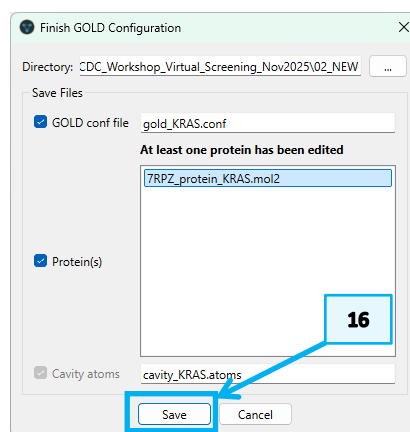 Finish GOLD Configuration
Directory: CDC_Workshop_Virtual_Screening_Nov2025\02_NEW ...
Save Files
GOLD conf file gold_KRAS.conf
At least one protein has been edited
7RPZ_protein_KRAS.mol2
Protein(s)
16
Cavity atoms cavity_KRAS.atoms
Save Cancel